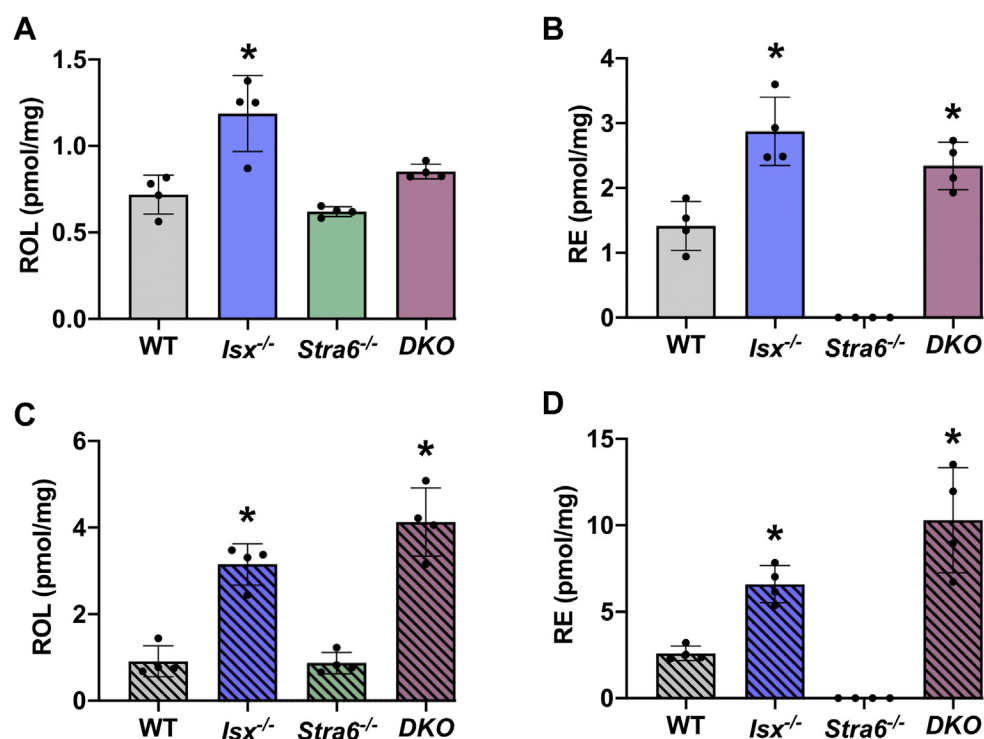 A
*
1.5
1.0
0.5
0.0
ROL (pmol/mg)
WT Isx-/- Stra6-/- DKO
B
*
*
4
3
2
1
0
RE (pmol/mg)
WT Isx-/- Stra6-/- DKO
C
*
*
6
4
2
0
ROL (pmol/mg)
WT Isx-/- Stra6-/- DKO
D
*
*
15
10
5
0
RE (pmol/mg)
WT Isx-/- Stra6-/- DKO